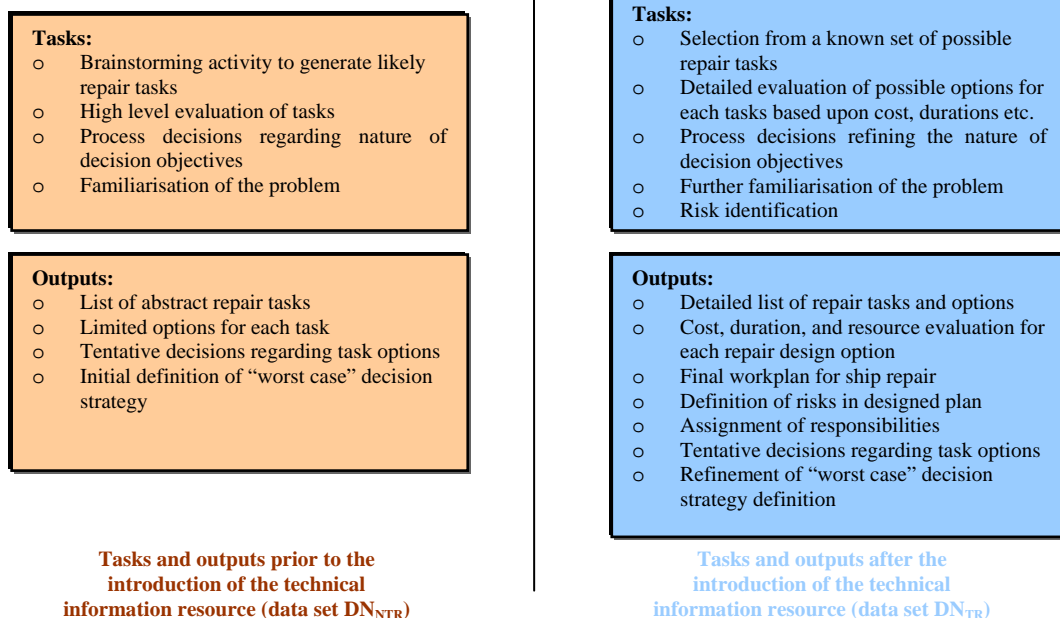 Tasks:
o Brainstorming activity to generate likely
repair tasks
o High level evaluation of tasks
o Process decisions regarding nature of
decision objectives
o Familiarisation of the problem
Outputs:
o List of abstract repair tasks
o Limited options for each task
o Tentative decisions regarding task options
o Initial definition of “worst case” decision
strategy
Tasks and outputs prior to the
introduction of the technical
information resource (data set DNNTR)
Tasks:
o Selection from a known set of possible
repair tasks
o Detailed evaluation of possible options for
each tasks based upon cost, durations etc.
o Process decisions refining the nature of
decision objectives
o Further familiarisation of the problem
o Risk identification
Outputs:
o Detailed list of repair tasks and options
o Cost, duration, and resource evaluation for
each repair design option
o Final workplan for ship repair
o Definition of risks in designed plan
o Assignment of responsibilities
o Tentative decisions regarding task options
o Refinement of “worst case” decision
strategy definition
Tasks and outputs after the
introduction of the technical
information resource (data set DNTR)